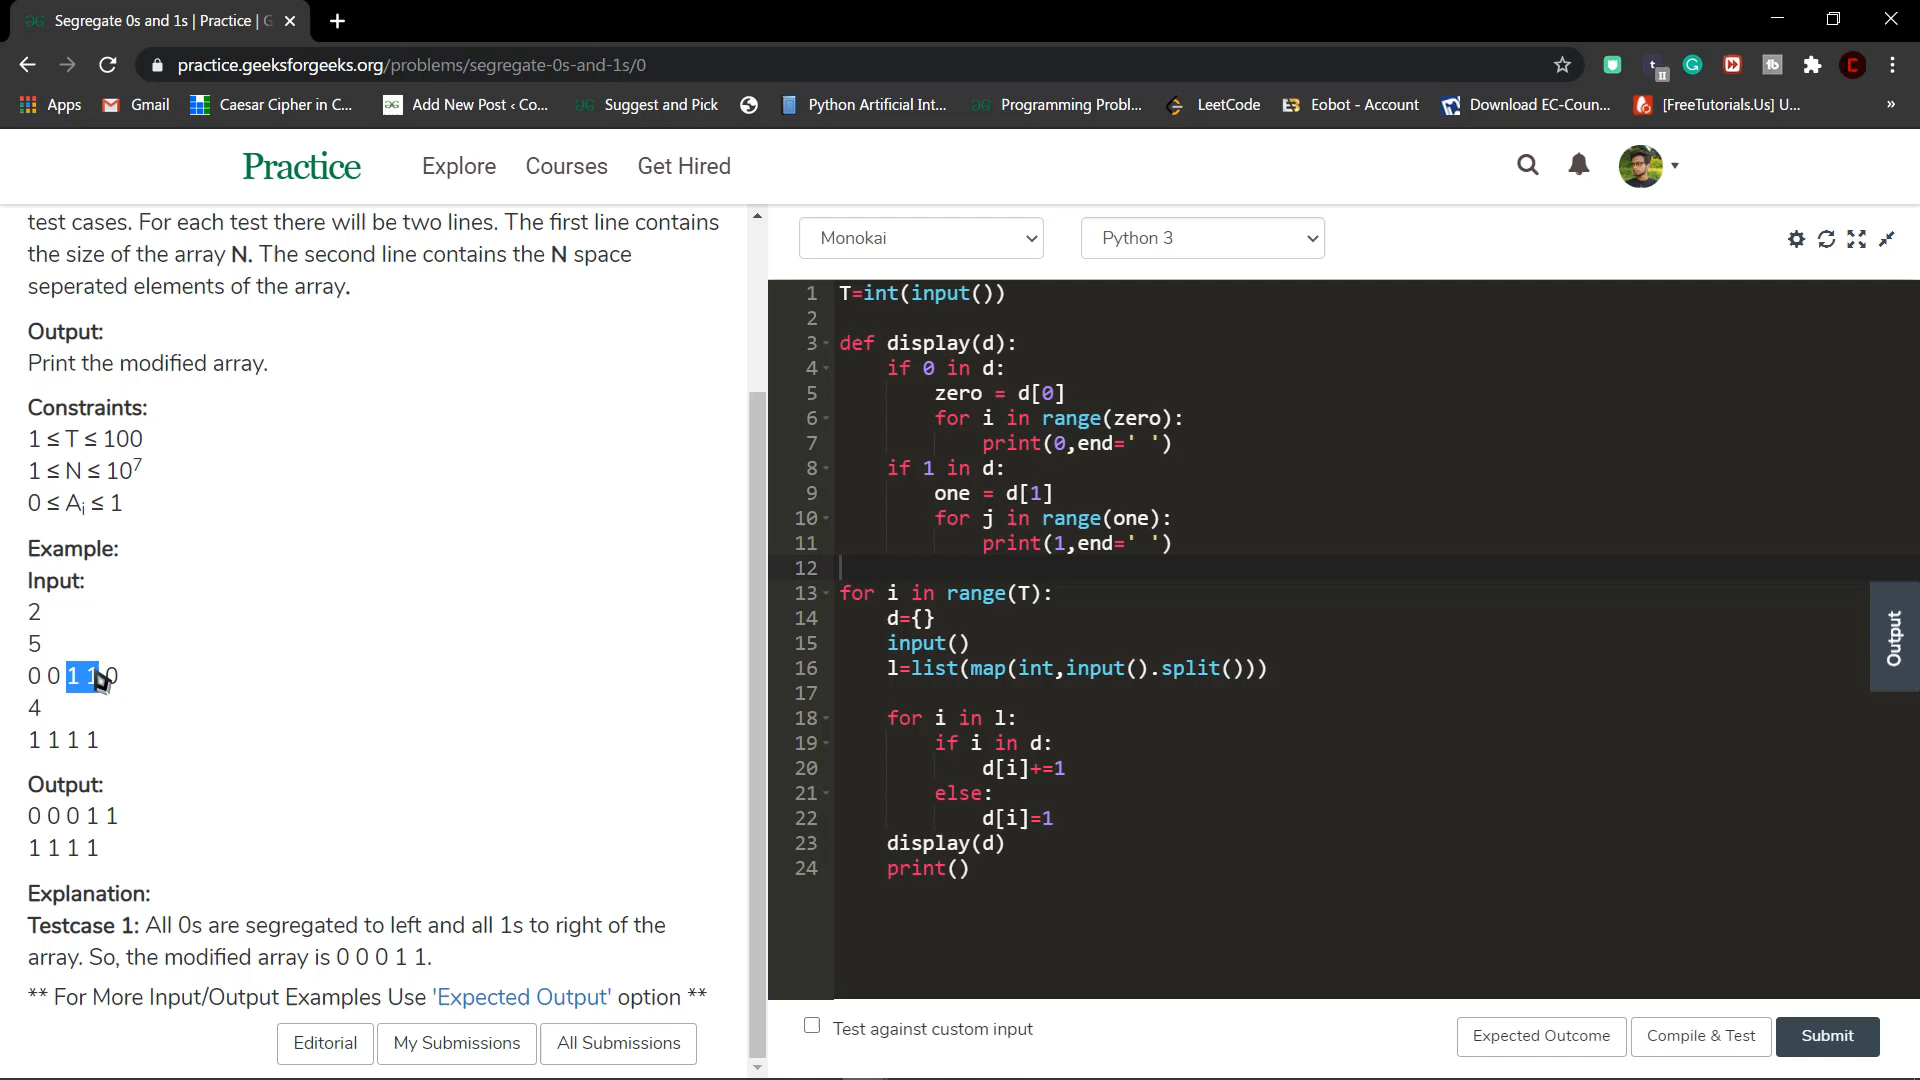 Segregate 0s and 1s | Practice | G
practice.geeksforgeeks.org/problems/segregate-0s-and-1s/0
Apps Gmail Caesar Cipher in C... Add New Post ‹ Co... Suggest and Pick Python Artificial Int... Programming Probl... LeetCode Eobot - Account Download EC-Coun... [FreeTutorials.Us] U... »
Practice Explore Courses Get Hired
test cases. For each test there will be two lines. The first line contains
the size of the array N. The second line contains the N space
seperated elements of the array.
Output:
Print the modified array.
Constraints:
1 ≤ T ≤ 100
1 ≤ N ≤ 10⁷
0 ≤ Aᵢ ≤ 1
Example:
Input:
2
5
0 0 1 1 0
4
1 1 1 1
Output:
0 0 0 1 1
1 1 1 1
Explanation:
Testcase 1: All 0s are segregated to left and all 1s to right of the
array. So, the modified array is 0 0 0 1 1.
** For More Input/Output Examples Use 'Expected Output' option **
Editorial My Submissions All Submissions
Monokai Python 3
1 T=int(input())
2
3 def display(d):
4 if 0 in d:
5 zero = d[0]
6 for i in range(zero):
7 print(0,end=' ')
8 if 1 in d:
9 one = d[1]
10 for j in range(one):
11 print(1,end=' ')
12
13 for i in range(T):
14 d={}
15 input()
16 l=list(map(int,input().split()))
17
18 for i in l:
19 if i in d:
20 d[i]+=1
21 else:
22 d[i]=1
23 display(d)
24 print()
Output
Test against custom input
Expected Outcome Compile & Test Submit